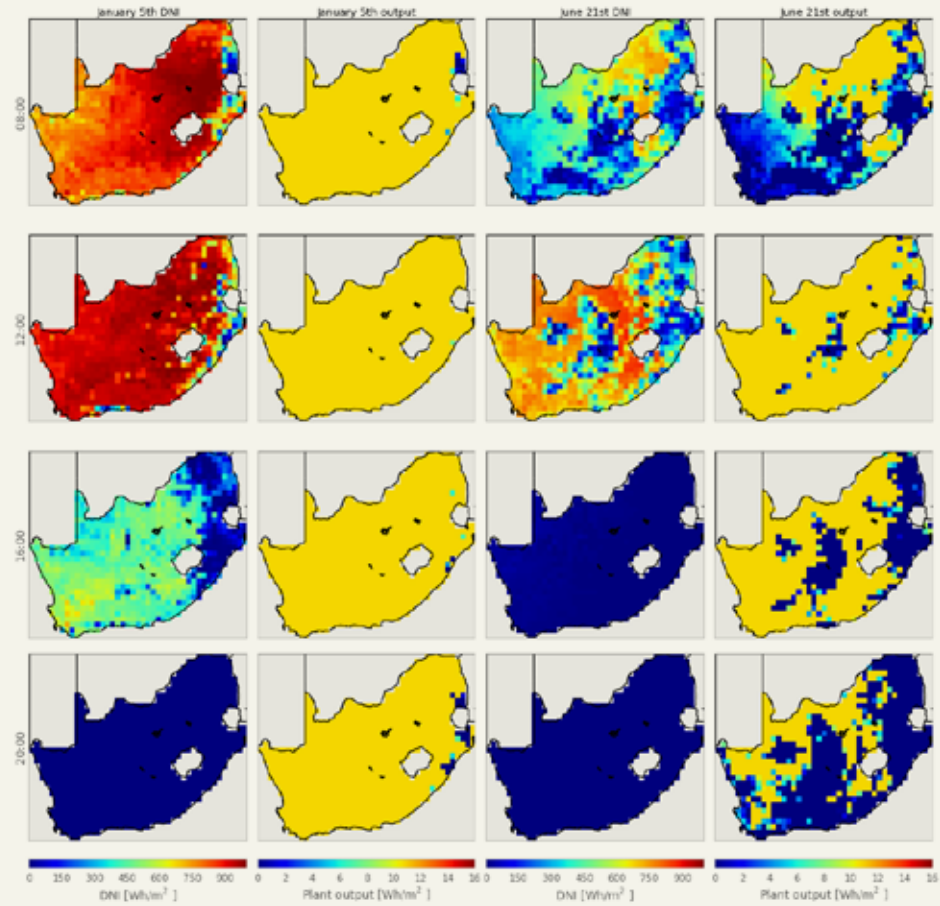 January 5th DNI
January 5th output
June 21st DNI
June 21st output
08:00
12:00
16:00
20:00
0 150 300 450 600 750 900
DNI [Wh/m² ]
0 2 4 6 8 10 12 14 16
Plant output [Wh/m² ]
0 150 300 450 600 750 900
DNI [Wh/m² ]
0 2 4 6 8 10 12 14 16
Plant output [Wh/m² ]